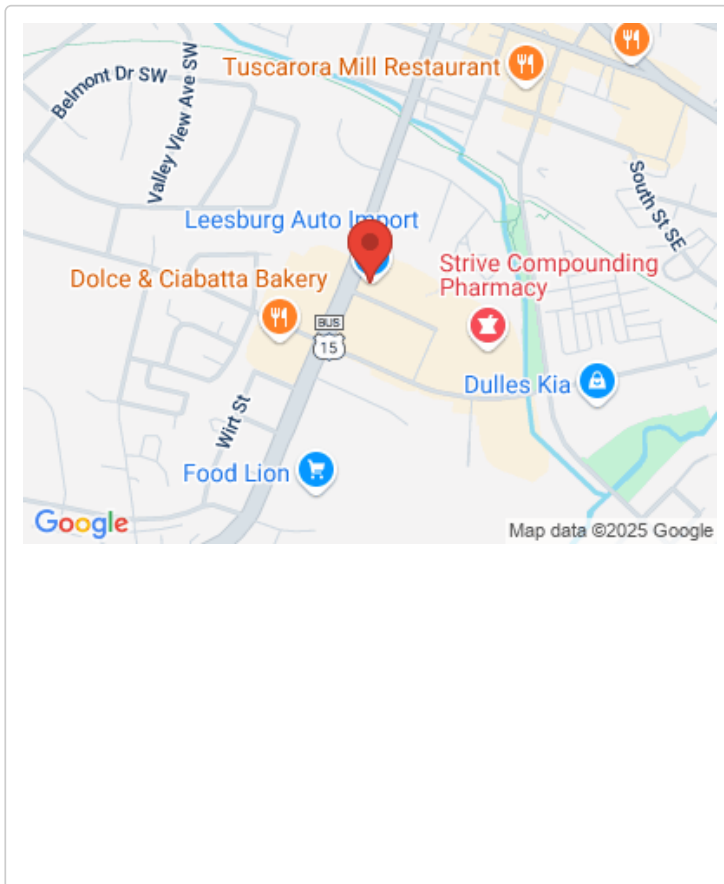 Tuscarora Mill Restaurant
Belmont Dr SW
Valley View Ave SW
South St SE
Leesburg Auto Import
Strive Compounding
Pharmacy
Dolce & Ciabatta Bakery
BUS
15
Dulles Kia
Wirt St
Food Lion
Google
Map data ©2025 Google